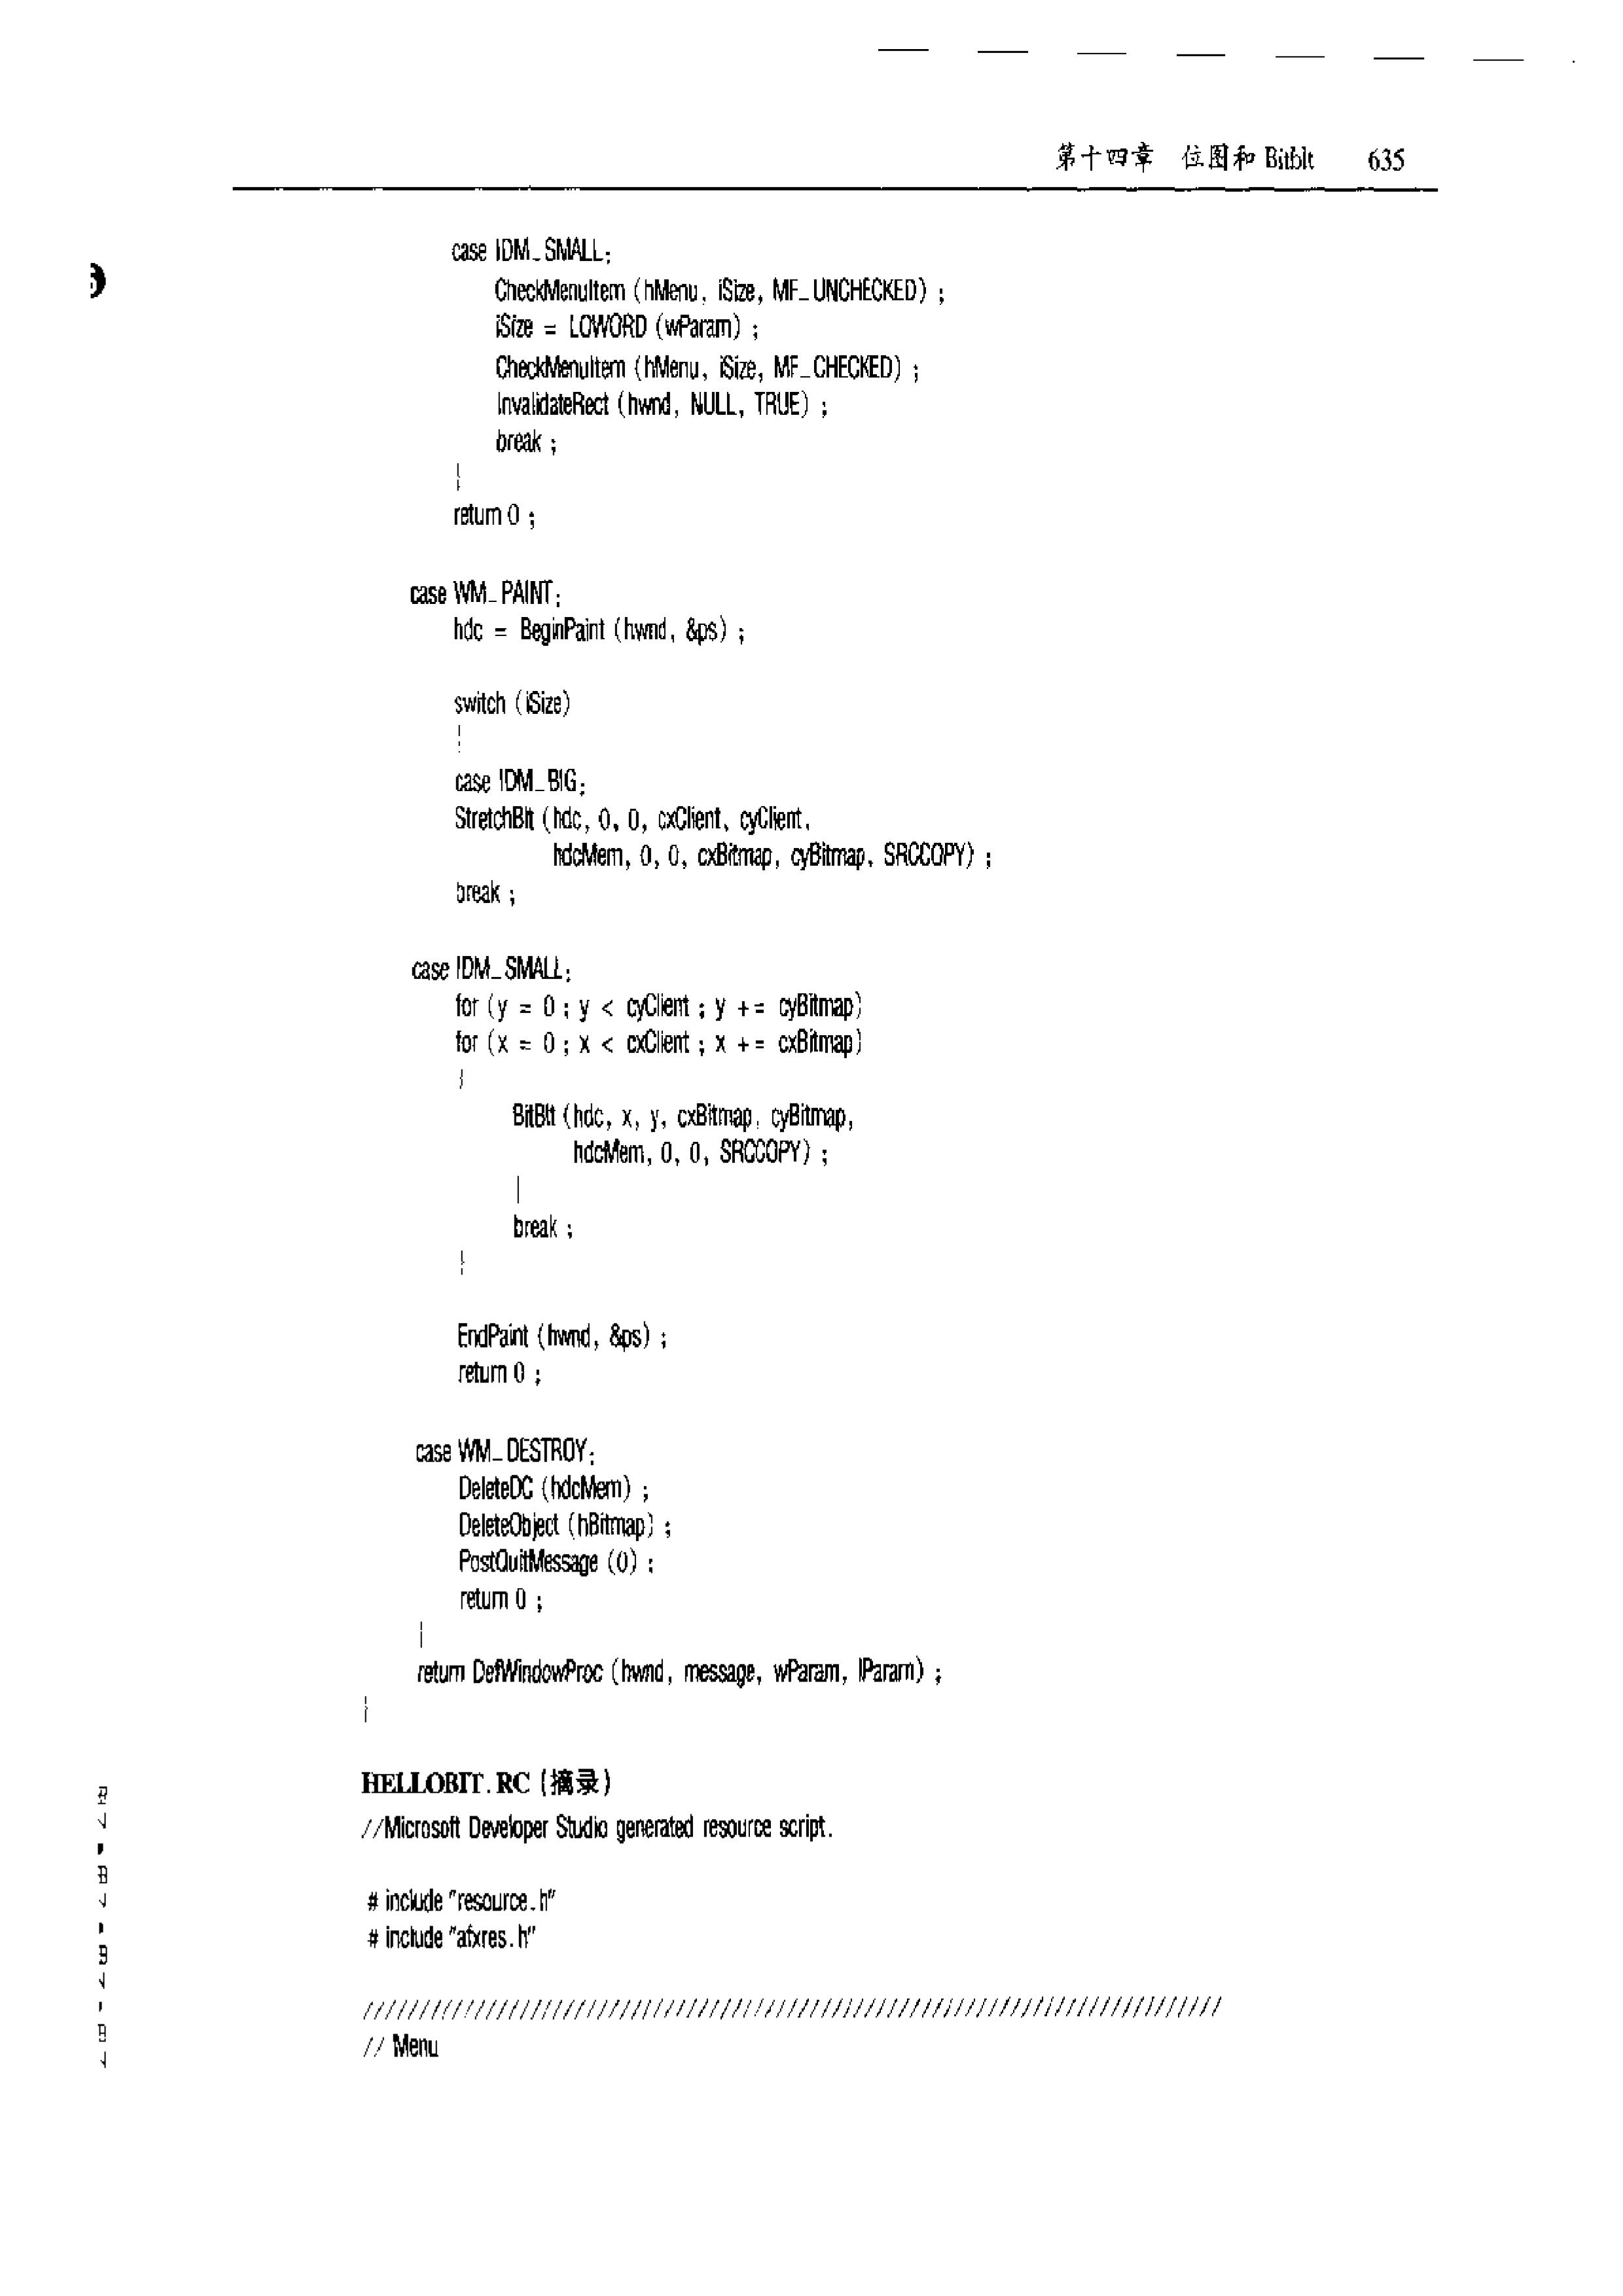 第十四章 位图和 Bitblt 635
case IDM_SMALL:
CheckMenuItem (hMenu, iSize, MF_UNCHECKED) ;
iSize = LOWORD (wParam) ;
CheckMenuItem (hMenu, iSize, MF_CHECKED) ;
InvalidateRect (hwnd, NULL, TRUE) ;
break ;
}
return 0 ;
case WM_PAINT:
hdc = BeginPaint (hwnd, &ps) ;
switch (iSize)
{
case IDM_BIG:
StretchBlt (hdc, 0, 0, cxClient, cyClient,
hdcMem, 0, 0, cxBitmap, cyBitmap, SRCCOPY) ;
break ;
case IDM_SMALL:
for (y = 0 ; y < cyClient ; y += cyBitmap)
for (x = 0 ; x < cxClient ; x += cxBitmap)
{
BitBlt (hdc, x, y, cxBitmap, cyBitmap,
hdcMem, 0, 0, SRCCOPY) ;
}
break ;
}
EndPaint (hwnd, &ps) ;
return 0 ;
case WM_DESTROY:
DeleteDC (hdcMem) ;
DeleteObject (hBitmap) ;
PostQuitMessage (0) ;
return 0 ;
}
return DefWindowProc (hwnd, message, wParam, lParam) ;
}
HELLOBIT.RC (摘录)
//Microsoft Developer Studio generated resource script.
# include "resource.h"
# include "afxres.h"
/////////////////////////////////////////////////////////////////////////////
// Menu